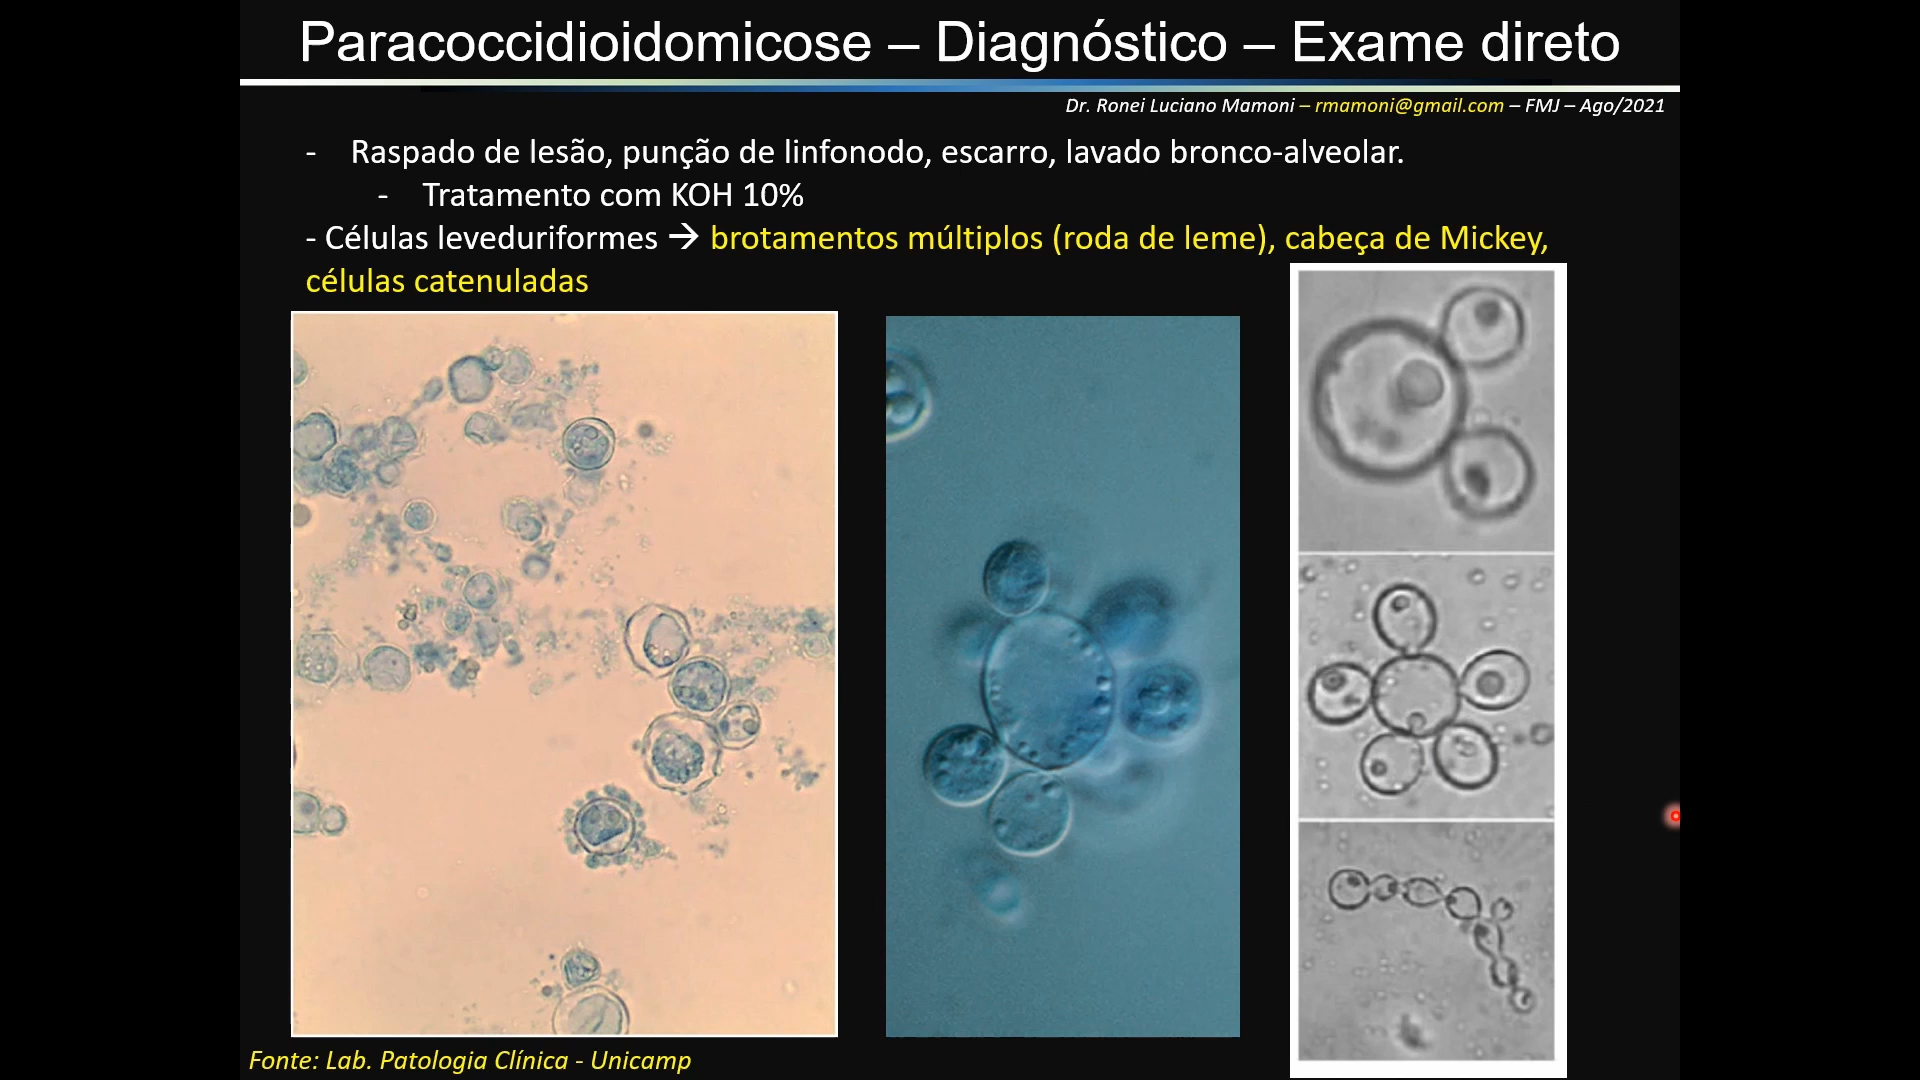 Paracoccidioidomicose – Diagnóstico – Exame direto
Dr. Ronei Luciano Mamoni – rmamoni@gmail.com – FMJ – Ago/2021
- Raspado de lesão, punção de linfonodo, escarro, lavado bronco-alveolar.
- Tratamento com KOH 10%
- Células leveduriformes → brotamentos múltiplos (roda de leme), cabeça de Mickey,
células catenuladas
Fonte: Lab. Patologia Clínica - Unicamp